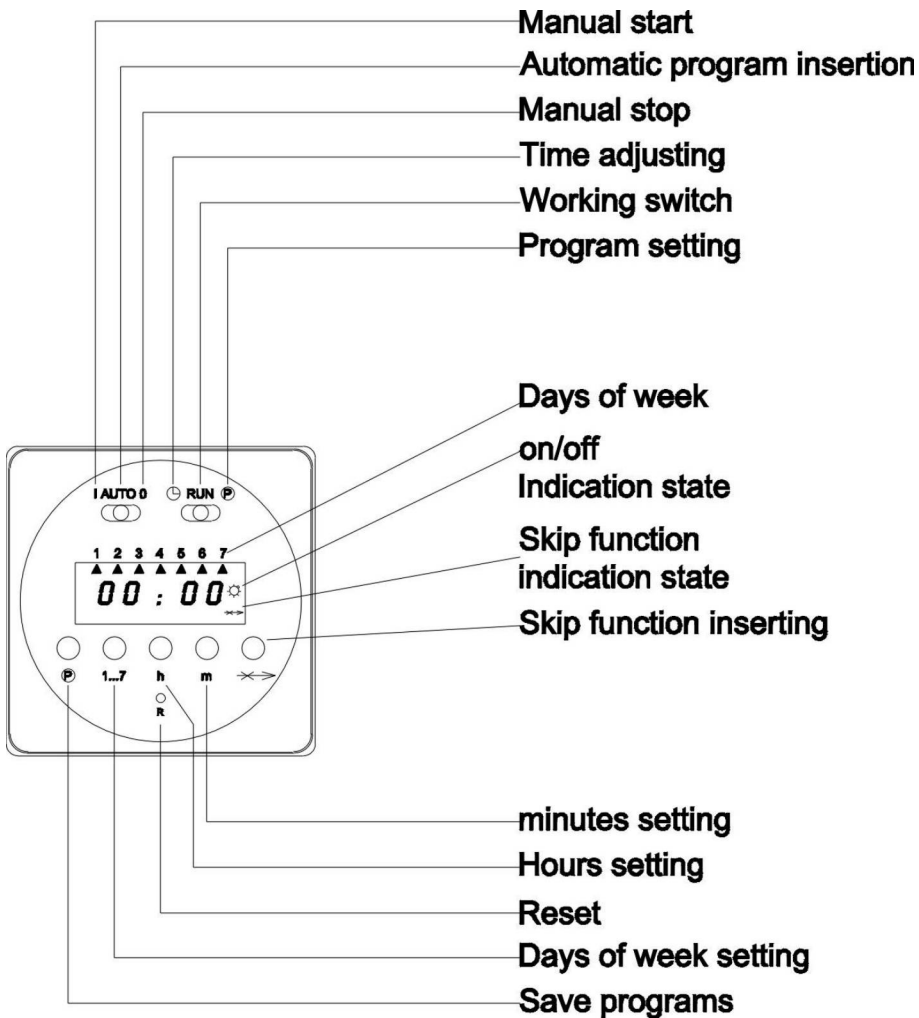 Manual start
Automatic program insertion
Manual stop
Time adjusting
Working switch
Program setting
Days of week
on/off
Indication state
Skip function
indication state
Skip function inserting
I AUTO 0 RUN P
1 2 3 4 5 6 7
00 : 00
P 1...7 h m
R
minutes setting
Hours setting
Reset
Days of week setting
Save programs